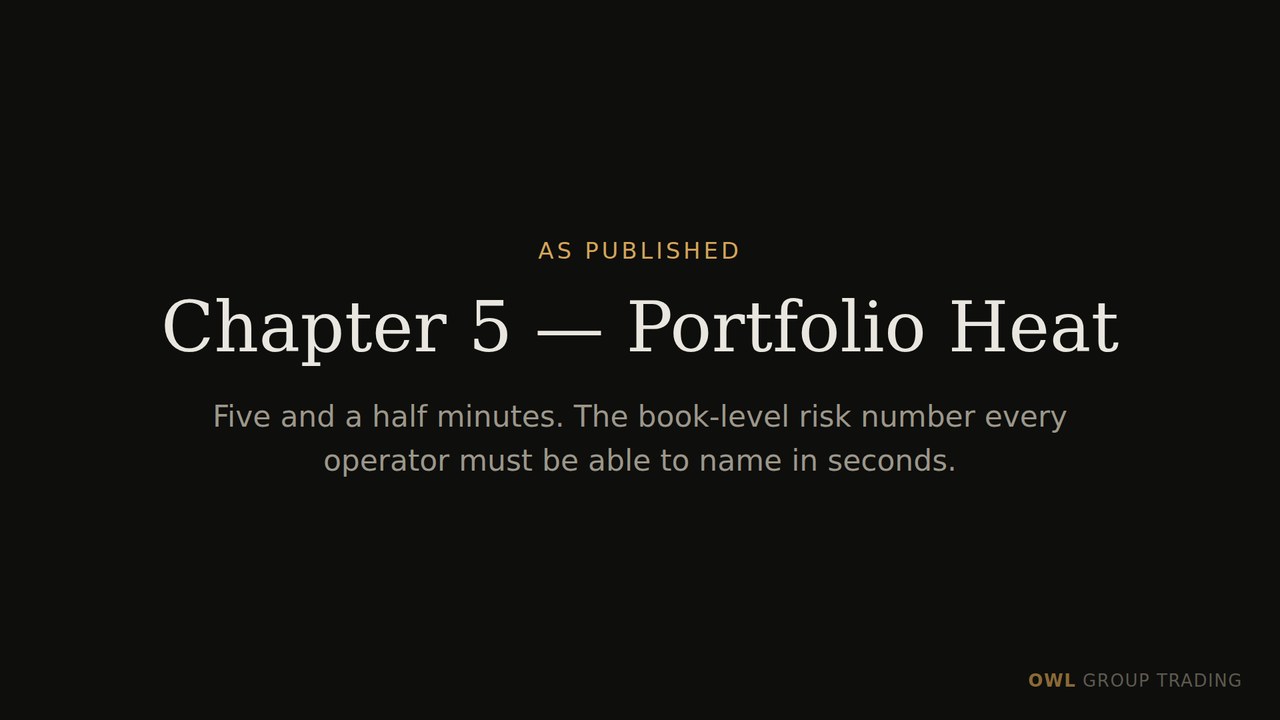 AS PUBLISHED
Chapter 5 — Portfolio Heat
Five and a half minutes. The book-level risk number every
operator must be able to name in seconds.
OWL GROUP TRADING